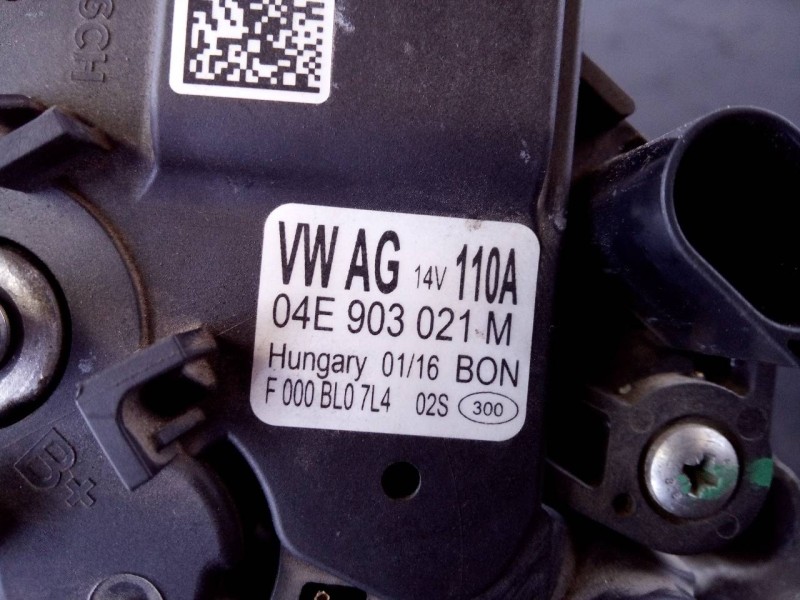 VW AG 14V 110A
04E 903 021 M
Hungary 01/16 BON
F 000 BL0 7L4 02S 300
B+